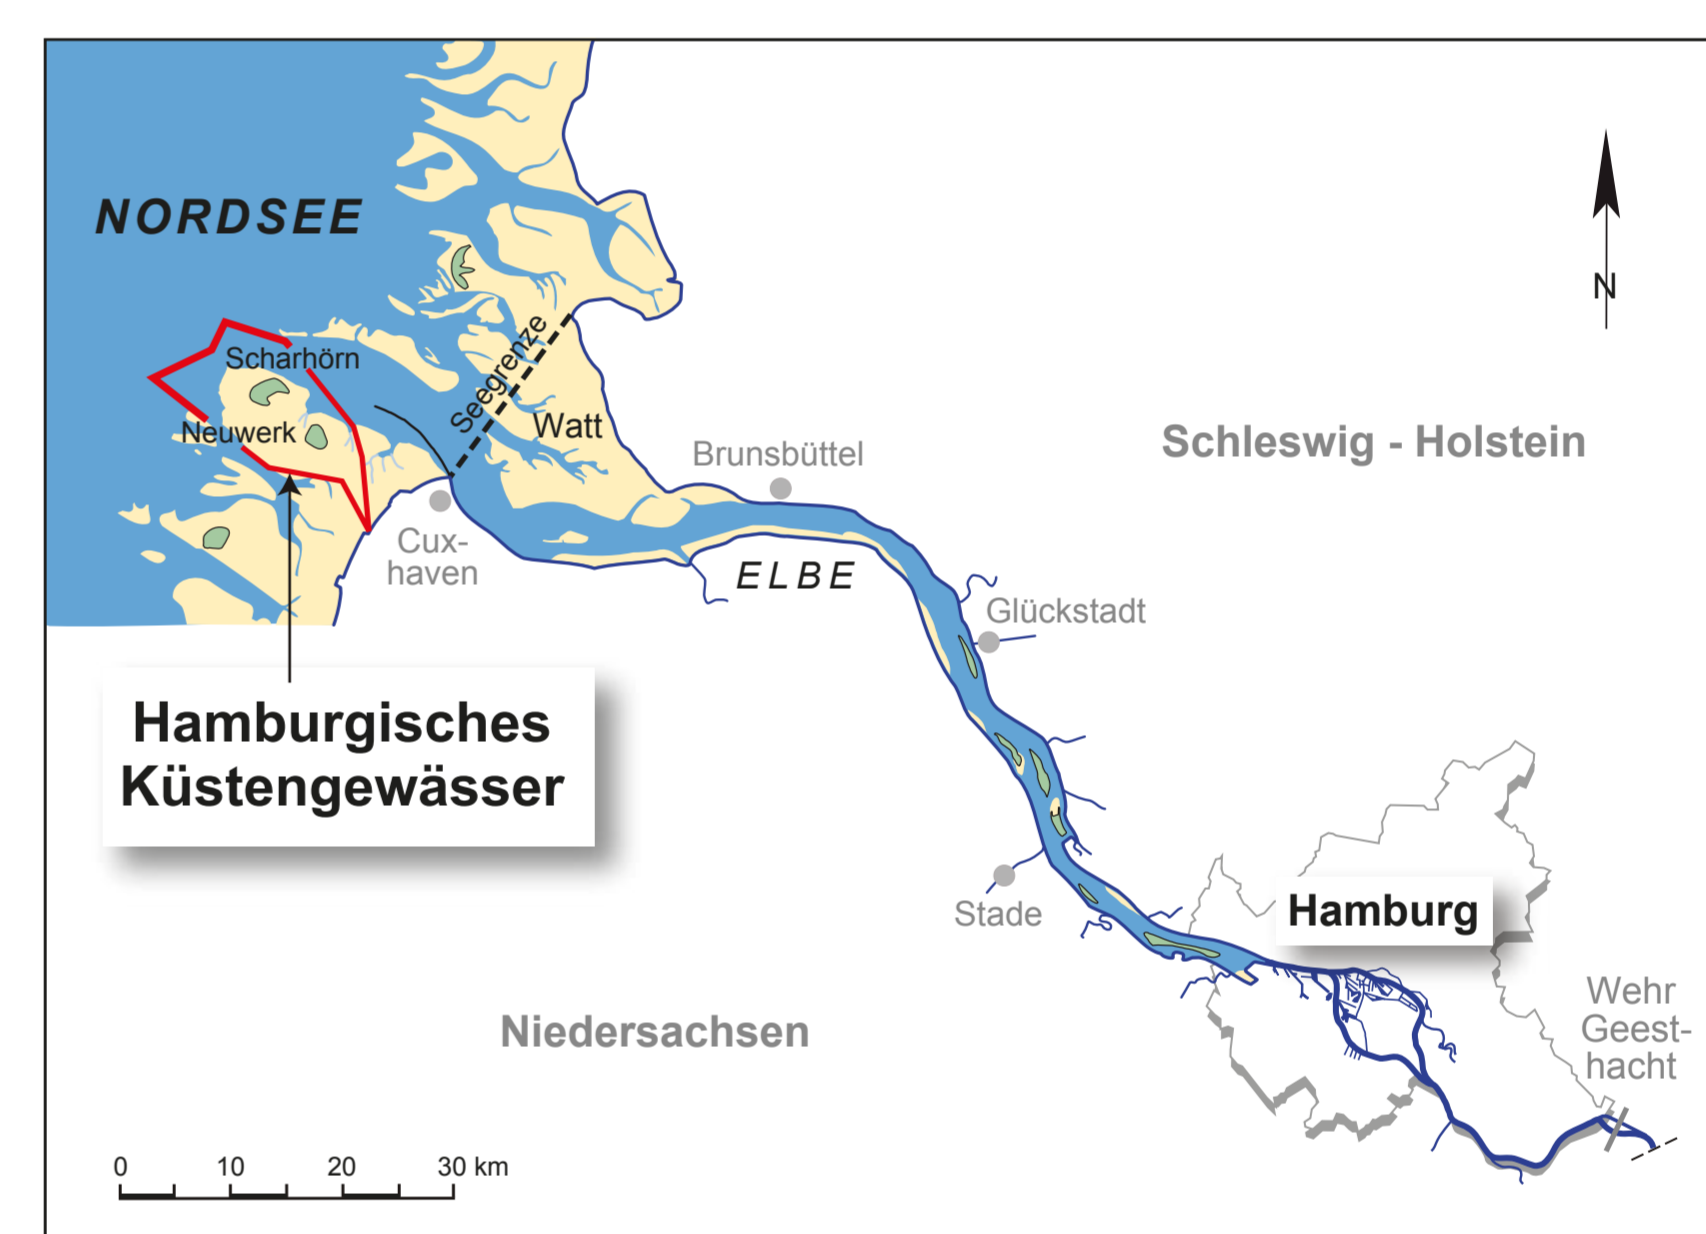 NORDSEE
N
Scharhörn
Seegrenze
Neuwerk
Watt
Brunsbüttel
Schleswig - Holstein
Cux-
haven
ELBE
Glückstadt
Hamburgisches
Küstengewässer
Stade
Hamburg
Niedersachsen
Wehr
Geest-
hacht
0 10 20 30 km